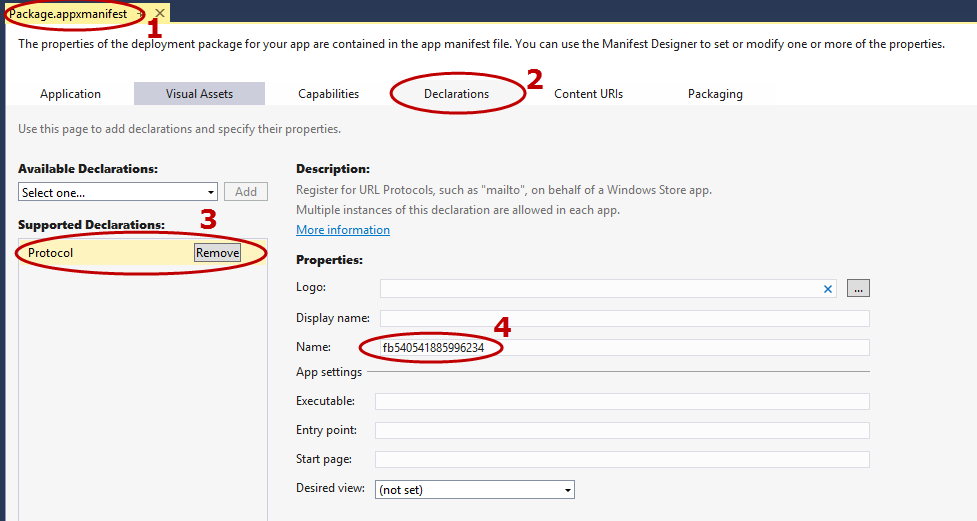 Package.appxmanifest
1
The properties of the deployment package for your app are contained in the app manifest file. You can use the Manifest Designer to set or modify one or more of the properties.
2
Application Visual Assets Capabilities Declarations Content URIs Packaging
Use this page to add declarations and specify their properties.
Available Declarations:
Select one... Add
3
Supported Declarations:
Protocol Remove
Description:
Register for URL Protocols, such as "mailto", on behalf of a Windows Store app.
Multiple instances of this declaration are allowed in each app.
More information
Properties:
Logo: ...
Display name:
4
Name: fb540541885996234
App settings
Executable:
Entry point:
Start page:
Desired view: (not set)